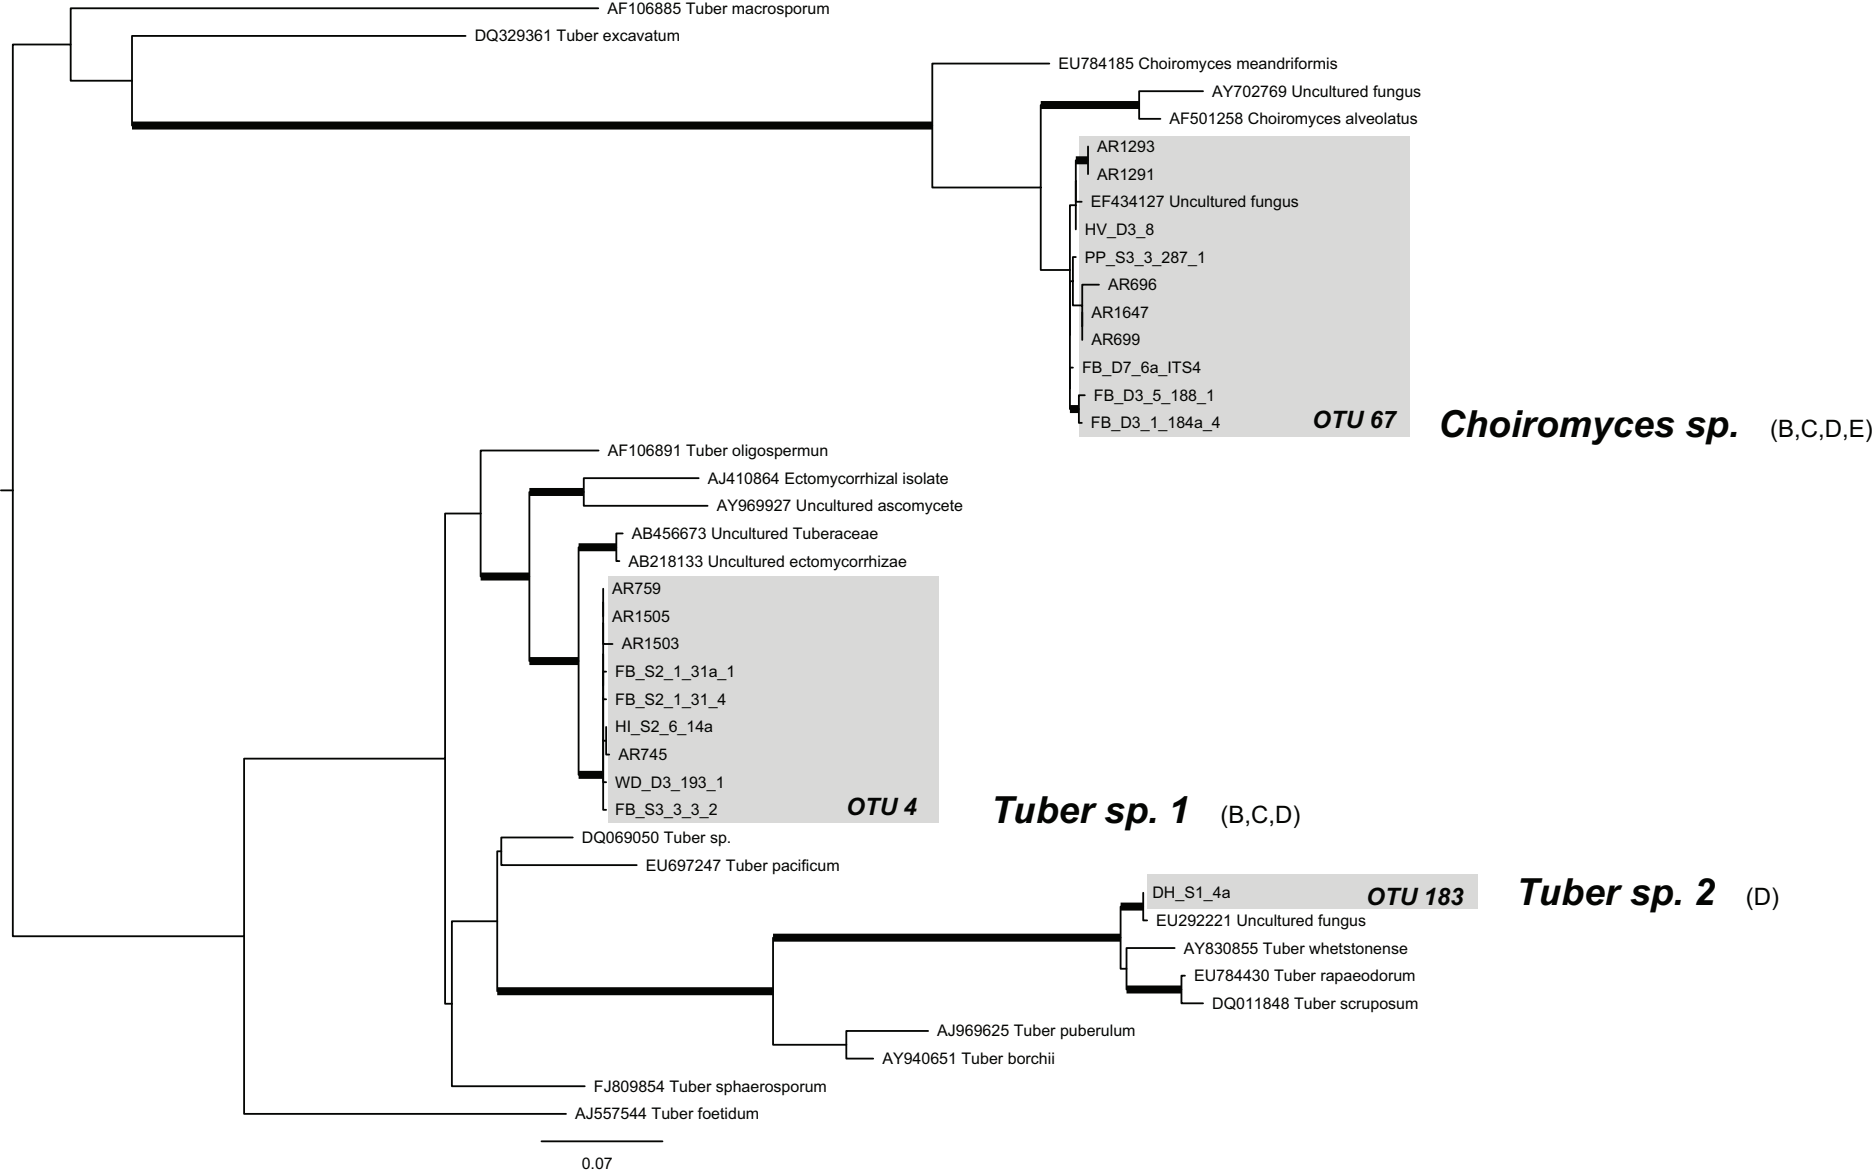 AF106885 Tuber macrosporum
DQ329361 Tuber excavatum
EU784185 Choiromyces meandriformis
AY702769 Uncultured fungus
AF501258 Choiromyces alveolatus
AR1293
AR1291
EF434127 Uncultured fungus
HV_D3_8
PP_S3_3_287_1
AR696
AR1647
AR699
FB_D7_6a_ITS4
FB_D3_5_188_1
FB_D3_1_184a_4
OTU 67
Choiromyces sp. (B,C,D,E)
AF106891 Tuber oligospermun
AJ410864 Ectomycorrhizal isolate
AY969927 Uncultured ascomycete
AB456673 Uncultured Tuberaceae
AB218133 Uncultured ectomycorrhizae
AR759
AR1505
AR1503
FB_S2_1_31a_1
FB_S2_1_31_4
HI_S2_6_14a
AR745
WD_D3_193_1
FB_S3_3_3_2
OTU 4
Tuber sp. 1 (B,C,D)
DQ069050 Tuber sp.
EU697247 Tuber pacificum
DH_S1_4a
OTU 183
Tuber sp. 2 (D)
EU292221 Uncultured fungus
AY830855 Tuber whetstonense
EU784430 Tuber rapaeodorum
DQ011848 Tuber scruposum
AJ969625 Tuber puberulum
AY940651 Tuber borchii
FJ809854 Tuber sphaerosporum
AJ557544 Tuber foetidum
0.07